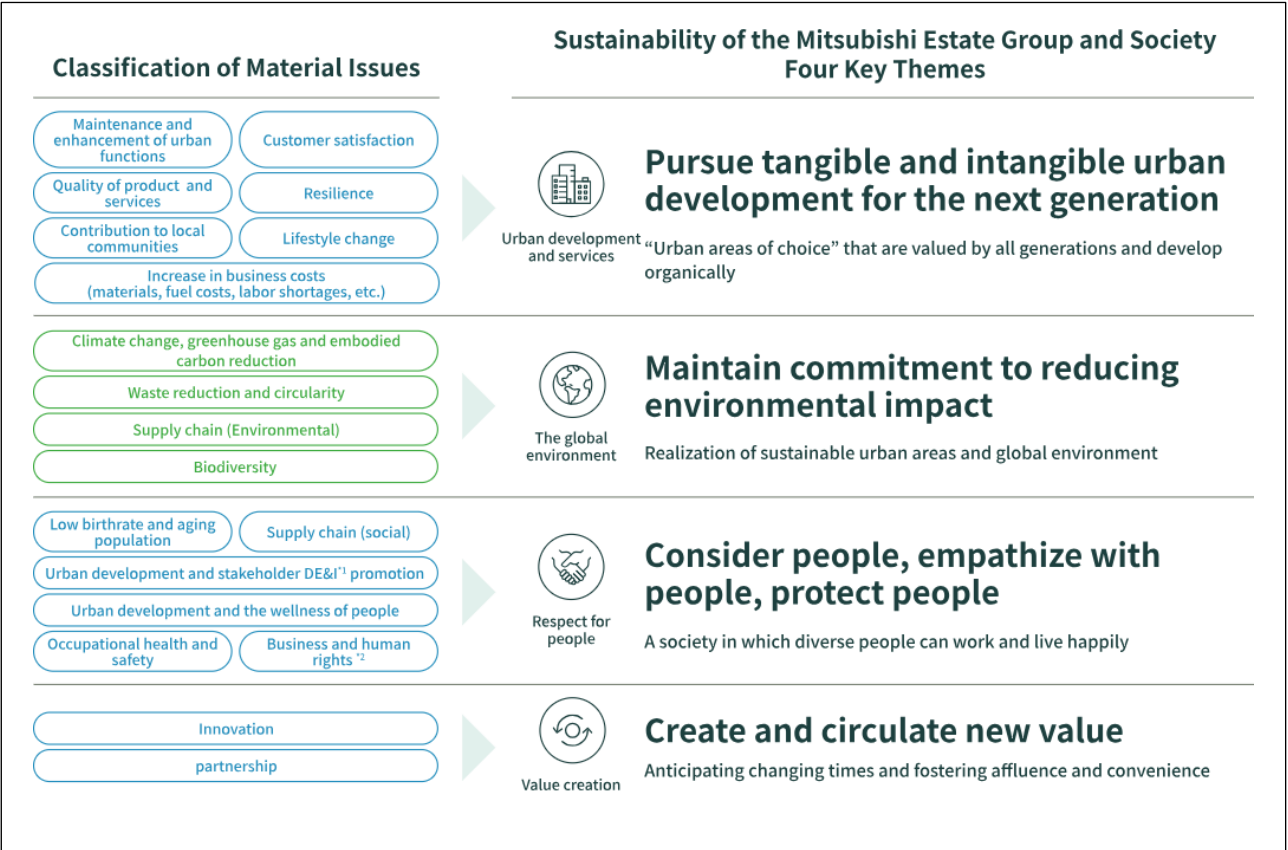 Classification of Material Issues
Sustainability of the Mitsubishi Estate Group and Society
Four Key Themes
Maintenance and
enhancement of urban
functions
Customer satisfaction
Quality of product and
services
Resilience
Contribution to local
communities
Lifestyle change
Increase in business costs
(materials, fuel costs, labor shortages, etc.)
Urban development
and services
Pursue tangible and intangible urban
development for the next generation
“Urban areas of choice” that are valued by all generations and develop
organically
Climate change, greenhouse gas and embodied
carbon reduction
Waste reduction and circularity
Supply chain (Environmental)
Biodiversity
The global
environment
Maintain commitment to reducing
environmental impact
Realization of sustainable urban areas and global environment
Low birthrate and aging
population
Supply chain (social)
Urban development and stakeholder DE&I*1 promotion
Urban development and the wellness of people
Occupational health and
safety
Business and human
rights *2
Respect for
people
Consider people, empathize with
people, protect people
A society in which diverse people can work and live happily
Innovation
partnership
Value creation
Create and circulate new value
Anticipating changing times and fostering affluence and convenience